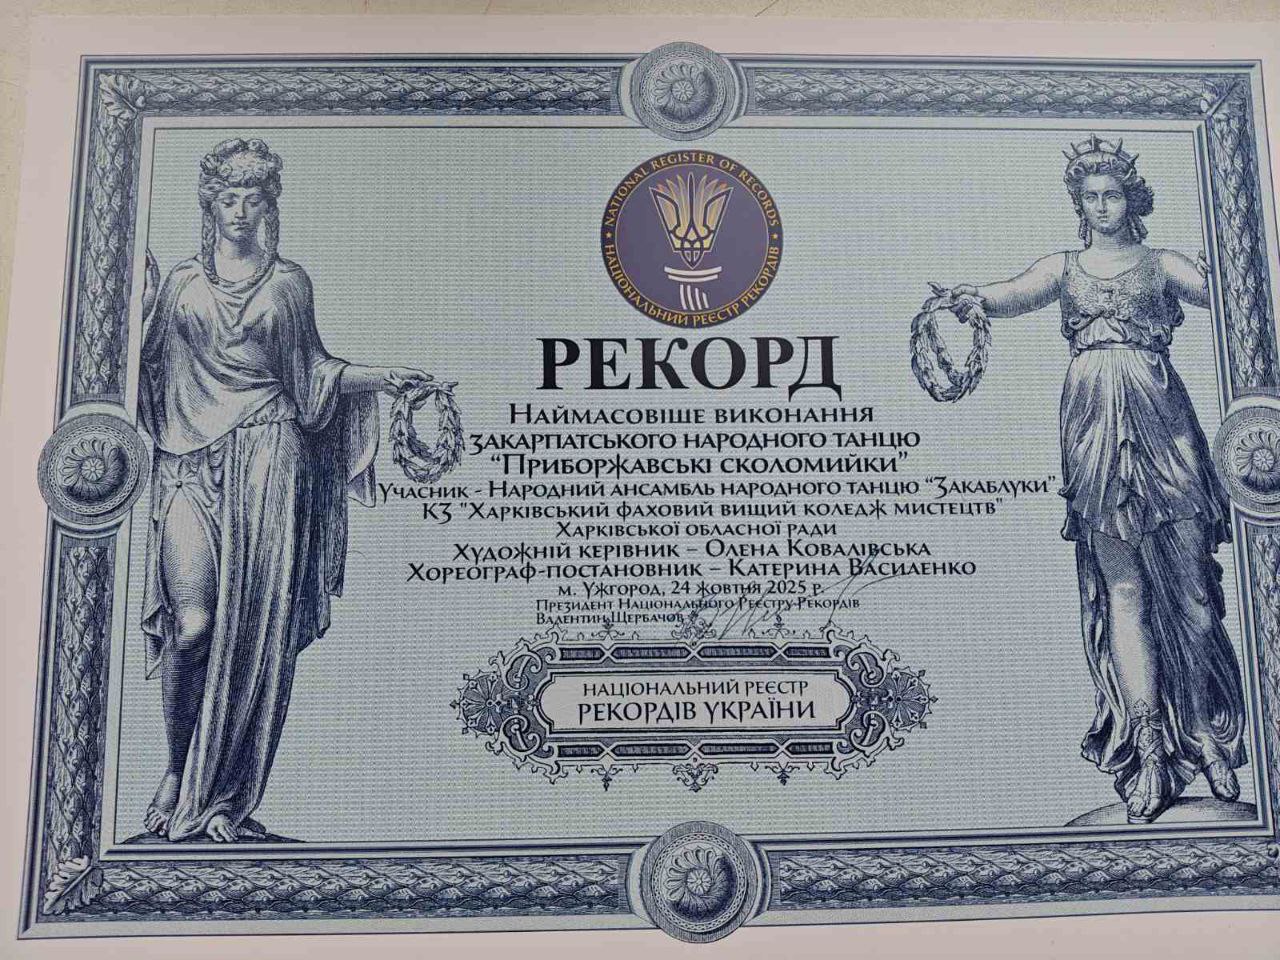 NATIONAL REGISTER OF RECORDS
НАЦІОНАЛЬНИЙ РЕЄСТР РЕКОРДІВ
РЕКОРД
Наймасовіше виконання
закарпатського народного танцю
"Приборжавські сколомийки"
Учасник - Народний ансамбль народного танцю "Закаблуки"
КЗ "Харківський фаховий вищий коледж мистецтв"
Харківської обласної ради
Художній керівник – Олена Ковалівська
Хореограф-постановник – Катерина Василенко
м. Ужгород, 24 жовтня 2025 р.
Президент Національного Реєстру Рекордів
Валентин Щербачов
НАЦІОНАЛЬНИЙ РЕЄСТР
РЕКОРДІВ УКРАЇНИ